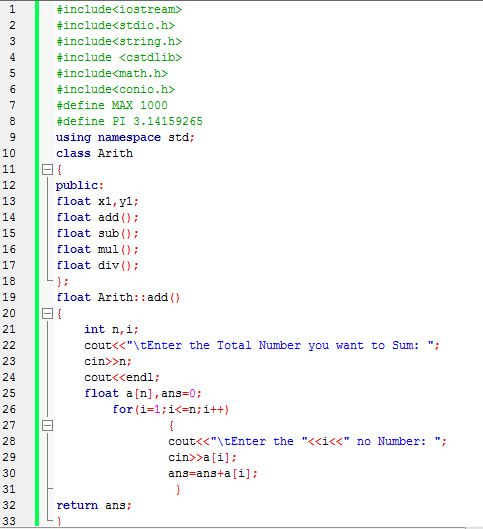 1 #include<iostream>
2 #include<stdio.h>
3 #include<string.h>
4 #include <cstdlib>
5 #include<math.h>
6 #include<conio.h>
7 #define MAX 1000
8 #define PI 3.14159265
9 using namespace std;
10 class Arith
11 {
12 public:
13 float x1,y1;
14 float add();
15 float sub();
16 float mul();
17 float div();
18 };
19 float Arith::add()
20 {
21 int n,i;
22 cout<<"\tEnter the Total Number you want to Sum: ";
23 cin>>n;
24 cout<<endl;
25 float a[n],ans=0;
26 for(i=1;i<=n;i++)
27 {
28 cout<<"\tEnter the "<<i<<" no Number: ";
29 cin>>a[i];
30 ans=ans+a[i];
31 }
32 return ans;
33 }